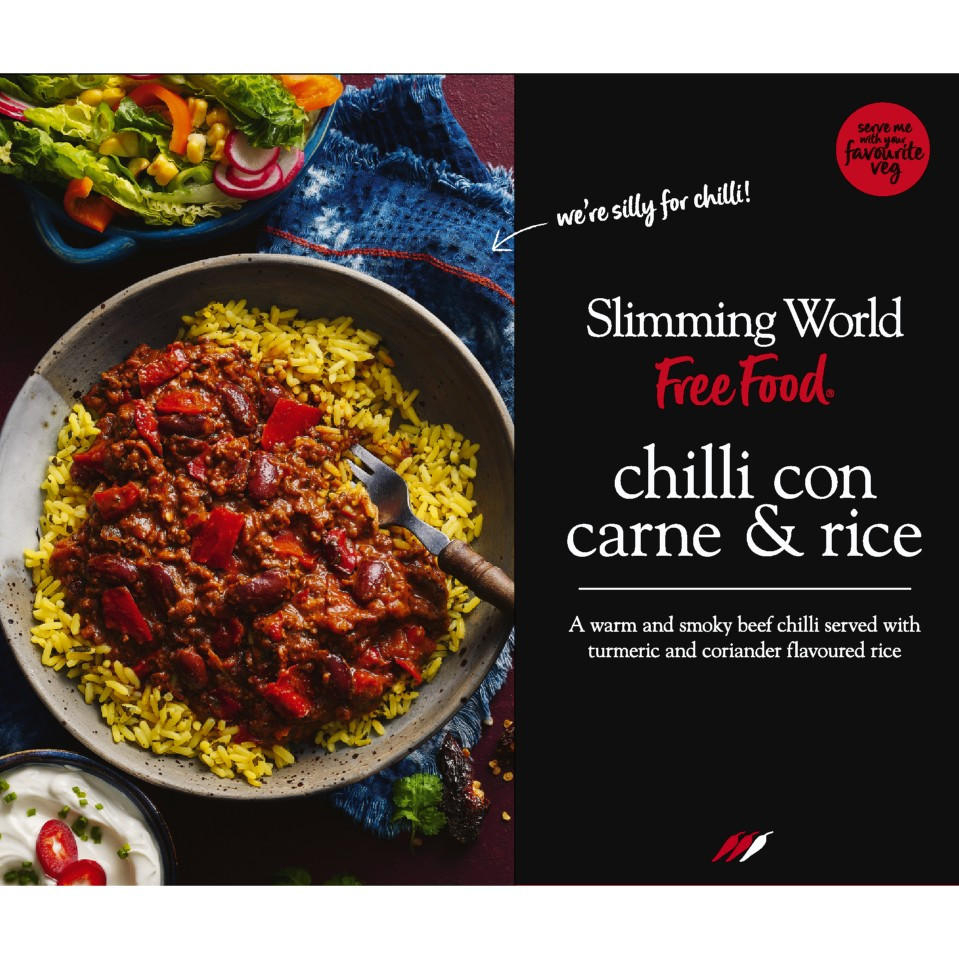 serve me
with your
favourite
veg
we're silly for chilli!
Slimming World
Free Food®
chilli con
carne & rice
A warm and smoky beef chilli served with
turmeric and coriander flavoured rice